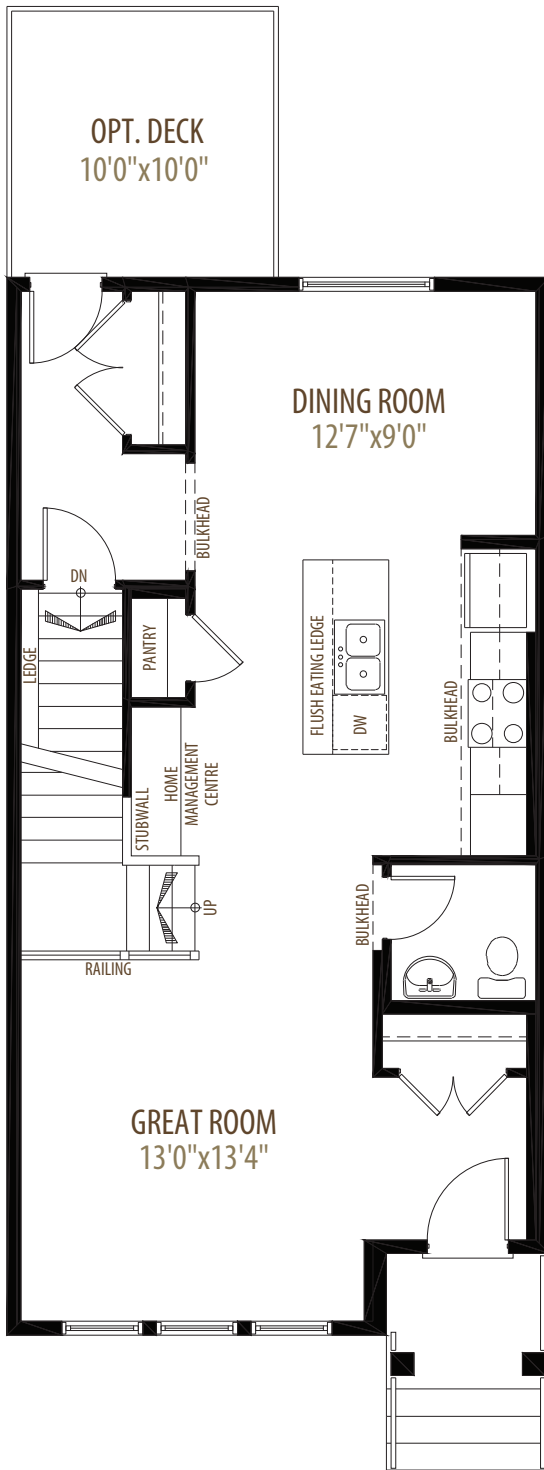 OPT. DECK
10'0"x10'0"
DINING ROOM
12'7"x9'0"
BULKHEAD
DN
LEDGE
PANTRY
FLUSH EATING LEDGE
DW
BULKHEAD
STUBWALL
HOME
MANAGEMENT
CENTRE
UP
BULKHEAD
RAILING
GREAT ROOM
13'0"x13'4"